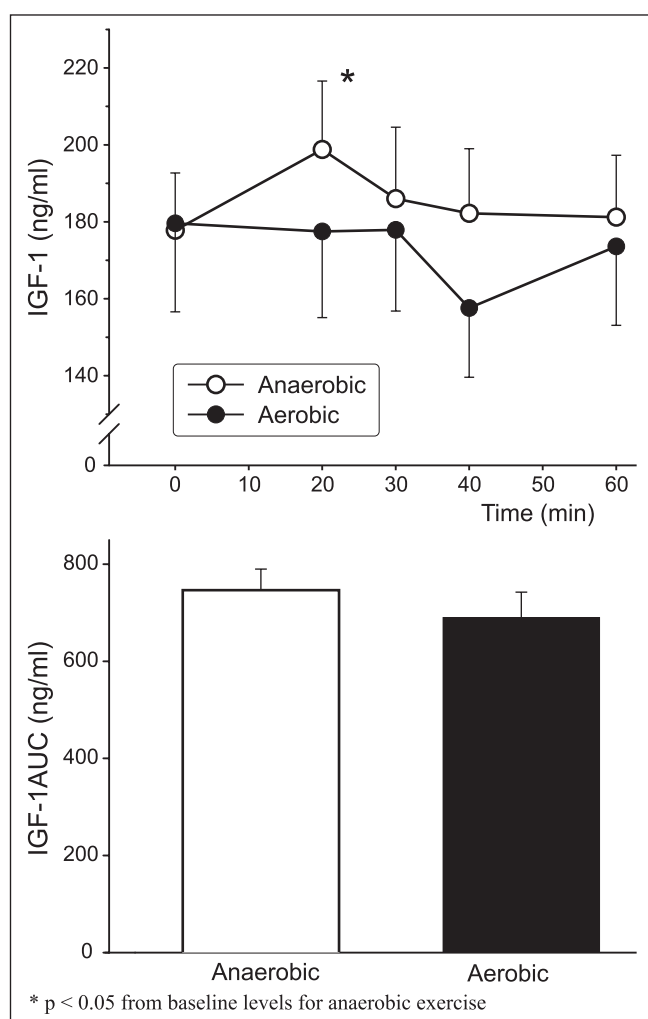 220
*
200
180
160
140
0
IGF-1 (ng/ml)
Anaerobic
Aerobic
0 10 20 30 40 50 60
Time (min)
800
600
400
200
0
IGF-1AUC (ng/ml)
Anaerobic Aerobic
* p < 0.05 from baseline levels for anaerobic exercise